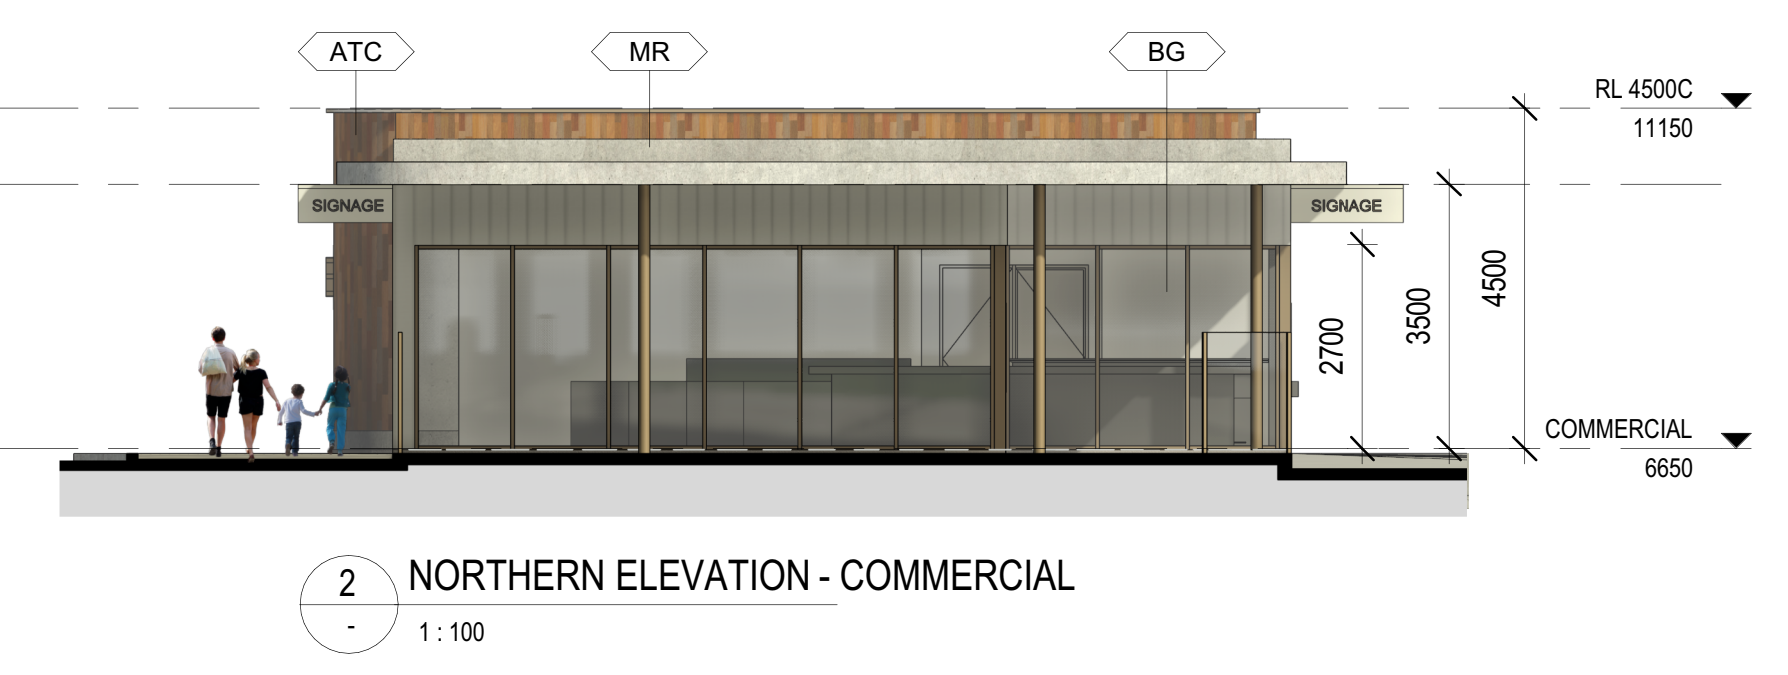 ATC
MR
BG
RL 4500C
11150
SIGNAGE
SIGNAGE
2700
3500
4500
COMMERCIAL
6650
2
-
NORTHERN ELEVATION - COMMERCIAL
1 : 100